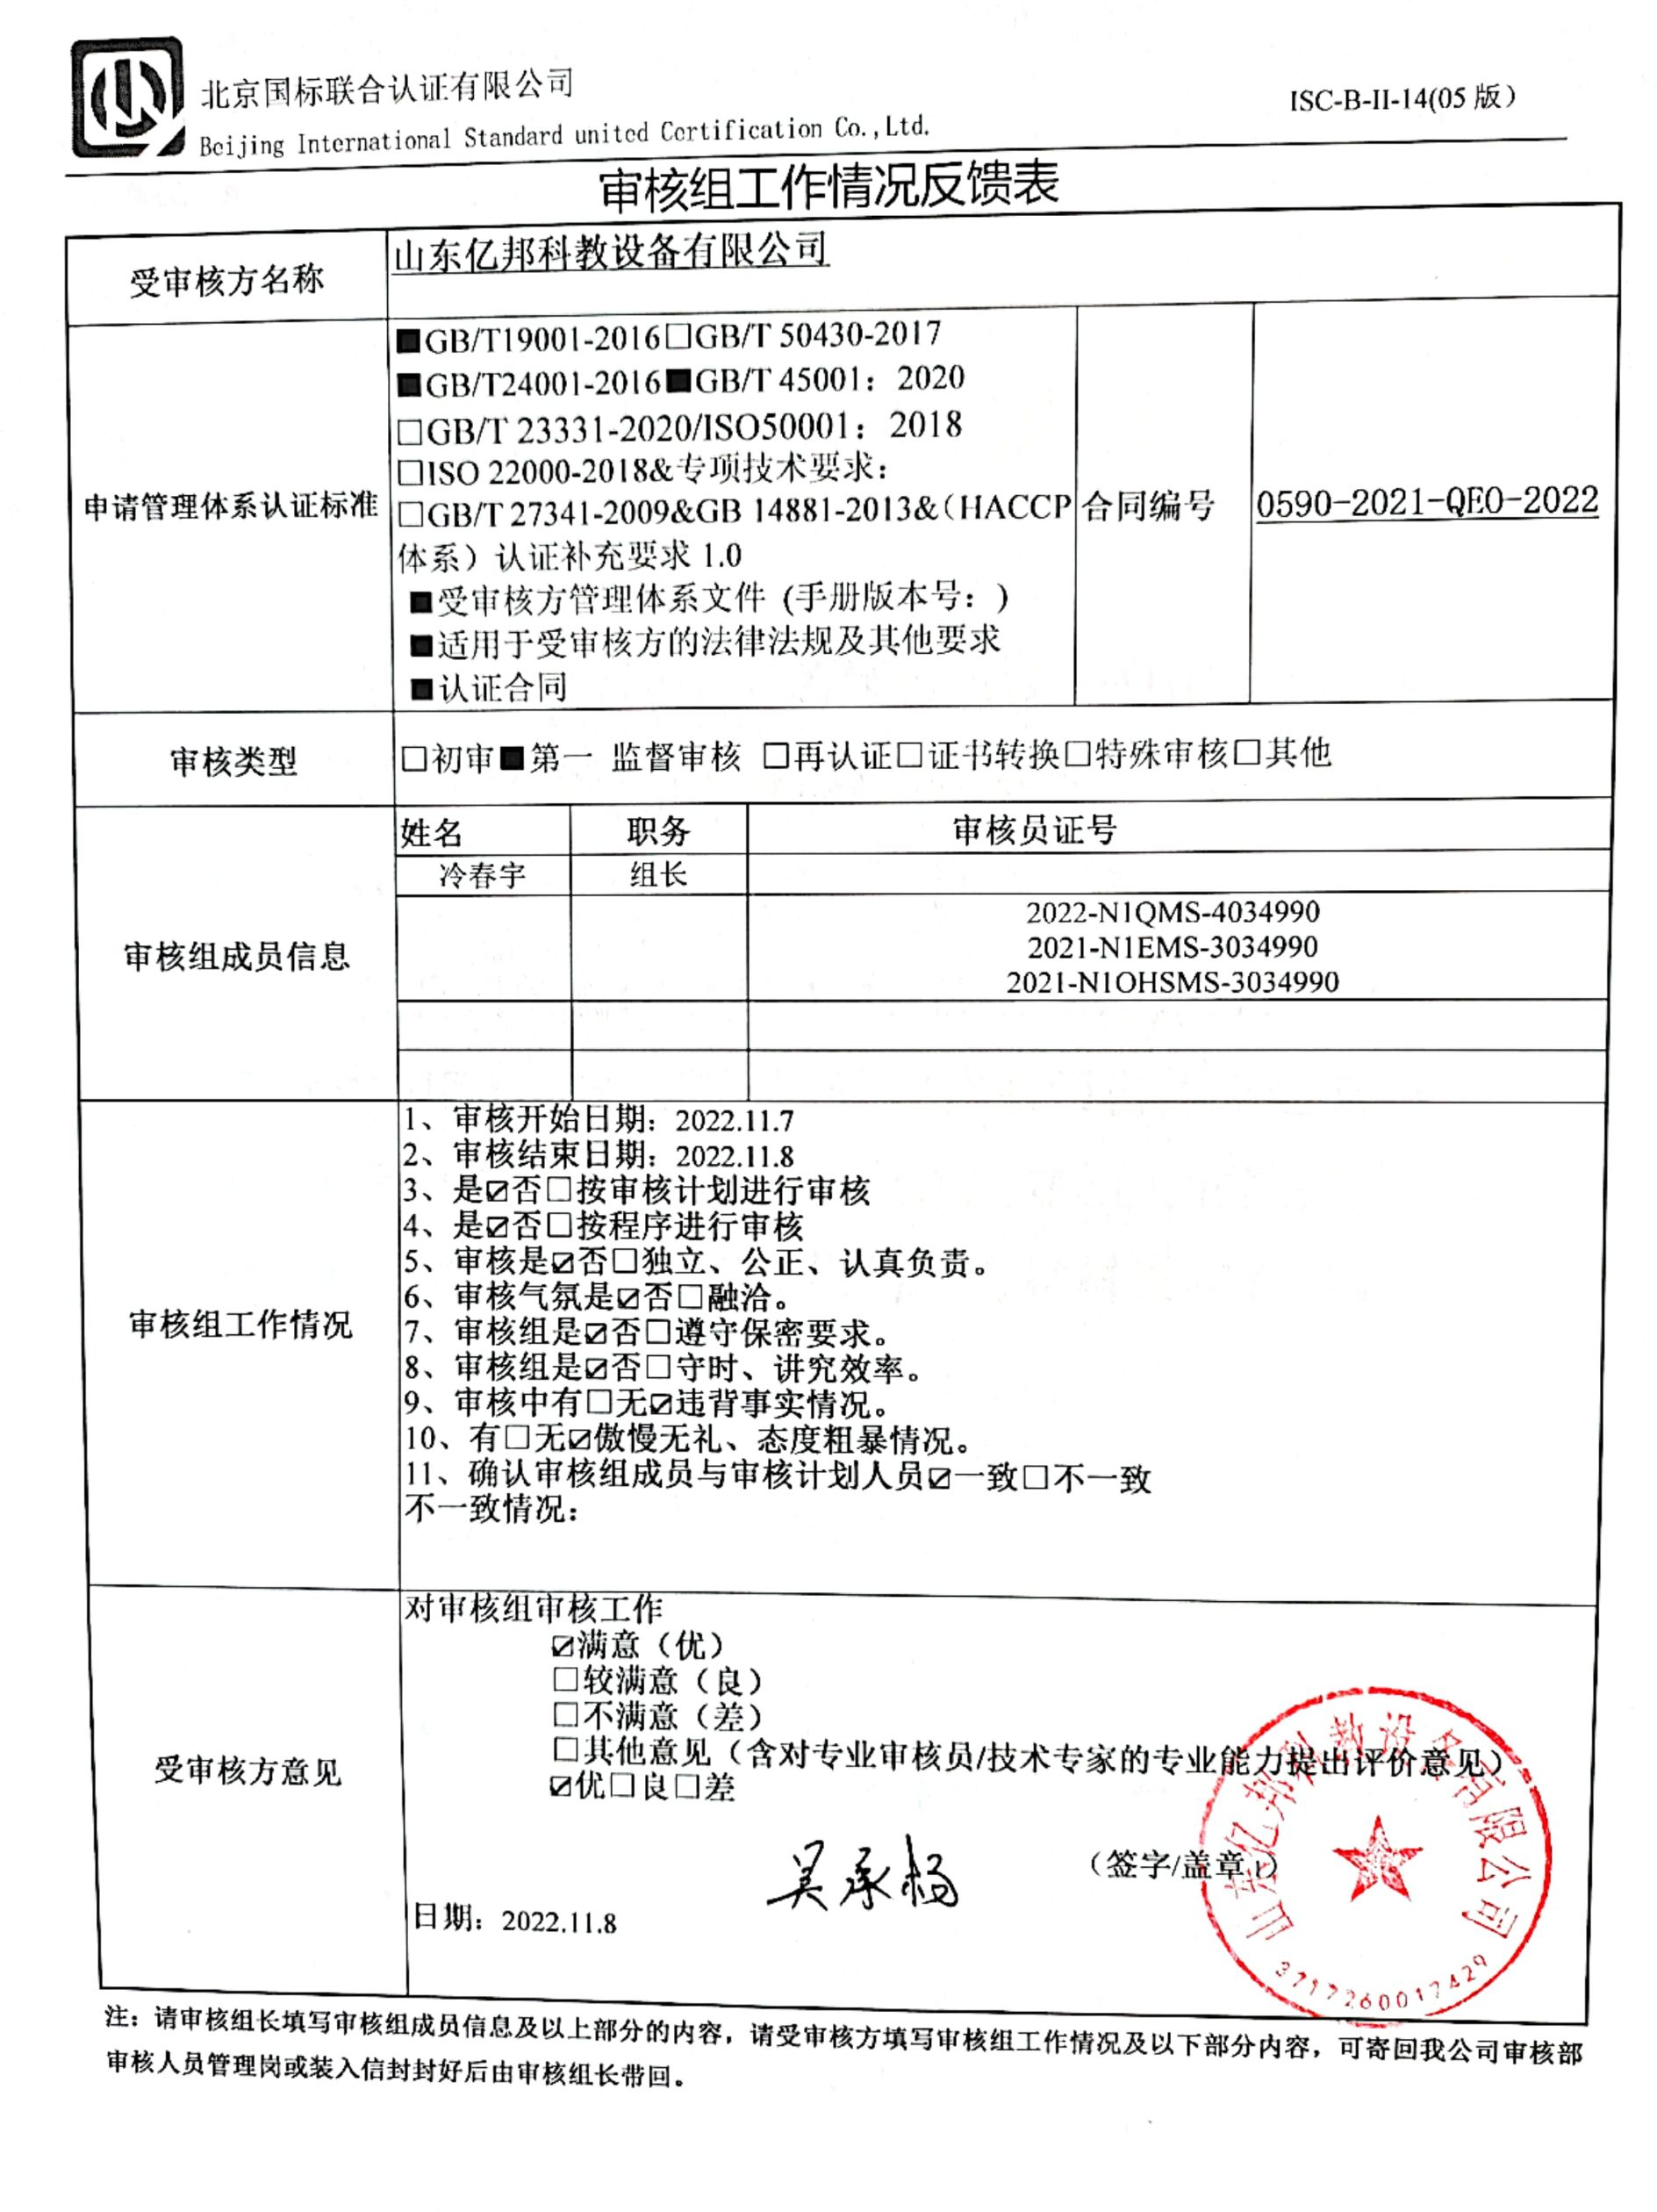 北京国标联合认证有限公司
Beijing International Standard united Certification Co.,Ltd.
ISC-B-II-14(05 版)
审核组工作情况反馈表
受审核方名称
山东亿邦科教设备有限公司
申请管理体系认证标准
■GB/T19001-2016□GB/T 50430-2017
■GB/T24001-2016■GB/T 45001：2020
□GB/T 23331-2020/ISO50001：2018
□ISO 22000-2018&专项技术要求：
□GB/T 27341-2009&GB 14881-2013&（HACCP
体系）认证补充要求 1.0
■受审核方管理体系文件（手册版本号：）
■适用于受审核方的法律法规及其他要求
■认证合同
合同编号
0590-2021-QEO-2022
审核类型
□初审■第一 监督审核 □再认证□证书转换□特殊审核□其他
审核组成员信息
姓名 职务 审核员证号
冷春宇 组长
2022-N1QMS-4034990
2021-N1EMS-3034990
2021-N1OHSMS-3034990
审核组工作情况
1、审核开始日期：2022.11.7
2、审核结束日期：2022.11.8
3、是☑否□按审核计划进行审核
4、是☑否□按程序进行审核
5、审核是☑否□独立、公正、认真负责。
6、审核气氛是☑否□融洽。
7、审核组是☑否□遵守保密要求。
8、审核组是☑否□守时、讲究效率。
9、审核中有□无☑违背事实情况。
10、有□无☑傲慢无礼、态度粗暴情况。
11、确认审核组成员与审核计划人员☑一致□不一致
不一致情况：
受审核方意见
对审核组审核工作
☑满意（优）
□较满意（良）
□不满意（差）
□其他意见（含对专业审核员/技术专家的专业能力提出评价意见）
☑优□良□差
吴承杨
（签字/盖章）
日期：2022.11.8
山东亿邦科教设备有限公司
3717260017429
注：请审核组长填写审核组成员信息及以上部分的内容，请受审核方填写审核组工作情况及以下部分内容，可寄回我公司审核部
审核人员管理岗或装入信封封好后由审核组长带回。